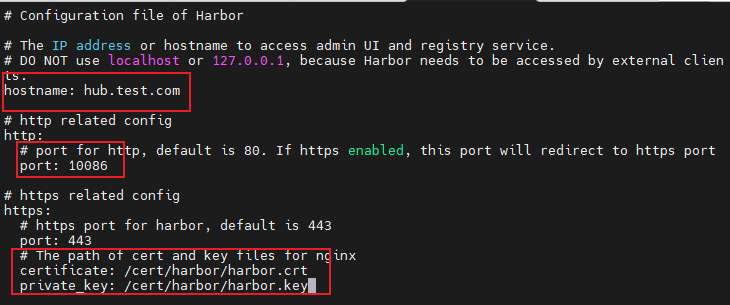 # Configuration file of Harbor
# The IP address or hostname to access admin UI and registry service.
# DO NOT use localhost or 127.0.0.1, because Harbor needs to be accessed by external clien
ts.
hostname: hub.test.com
# http related config
http:
# port for http, default is 80. If https enabled, this port will redirect to https port
port: 10086
# https related config
https:
# https port for harbor, default is 443
port: 443
# The path of cert and key files for nginx
certificate: /cert/harbor/harbor.crt
private_key: /cert/harbor/harbor.key